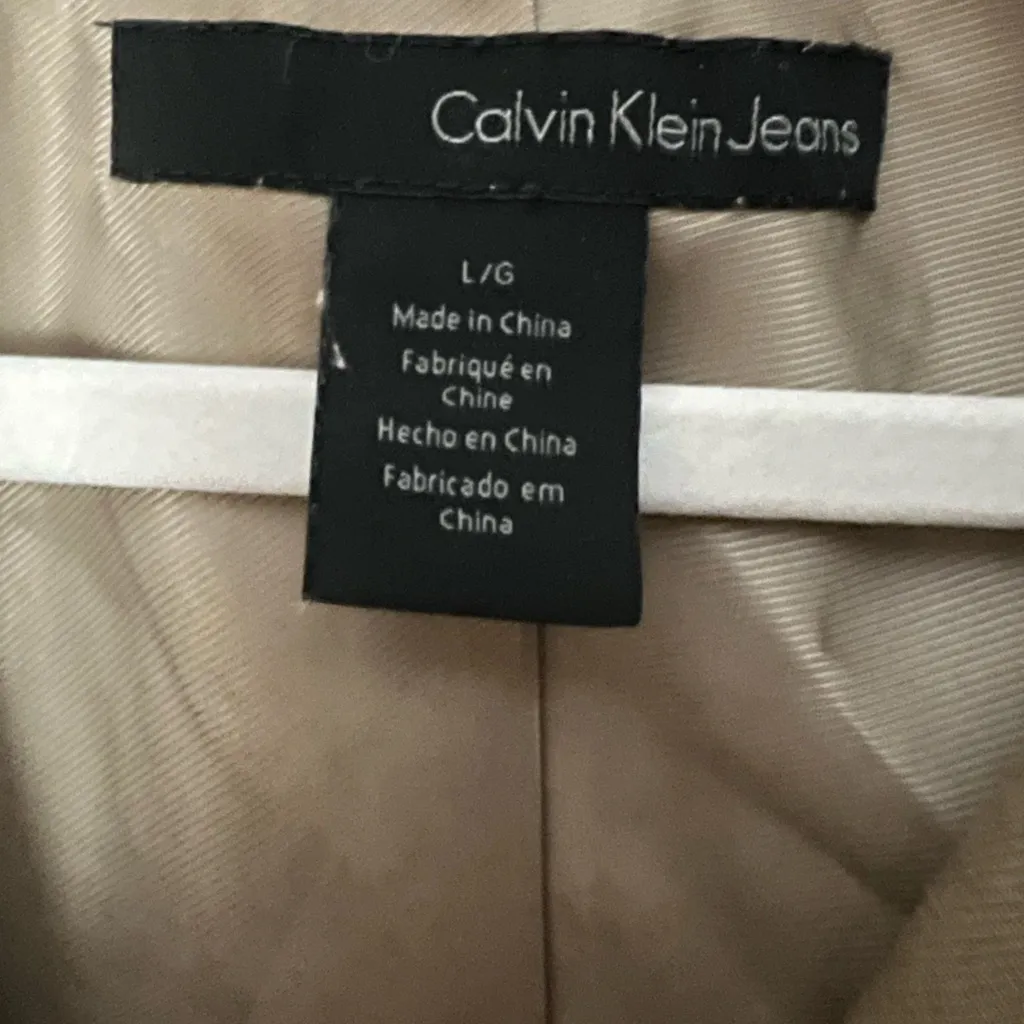 Calvin Klein Jeans
L/G
Made in China
Fabriqué en
Chine
Hecho en China
Fabricado em
China